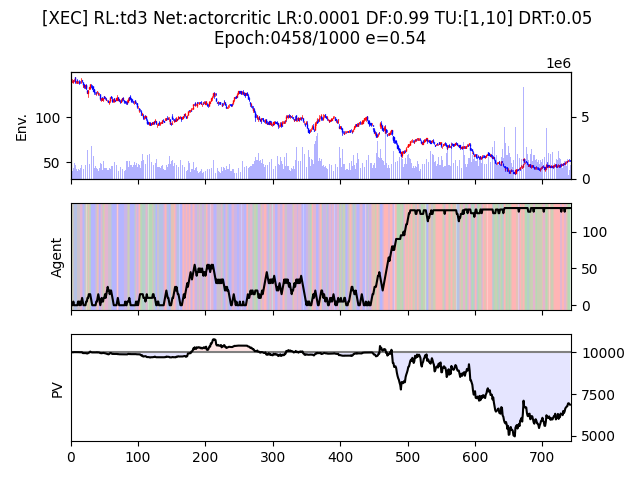 [XEC] RL:td3 Net:actorcritic LR:0.0001 DF:0.99 TU:[1,10] DRT:0.05
Epoch:0458/1000 e=0.54
1e6
Env.
100
50
5
0
Agent
100
50
0
PV
10000
7500
5000
0 100 200 300 400 500 600 700